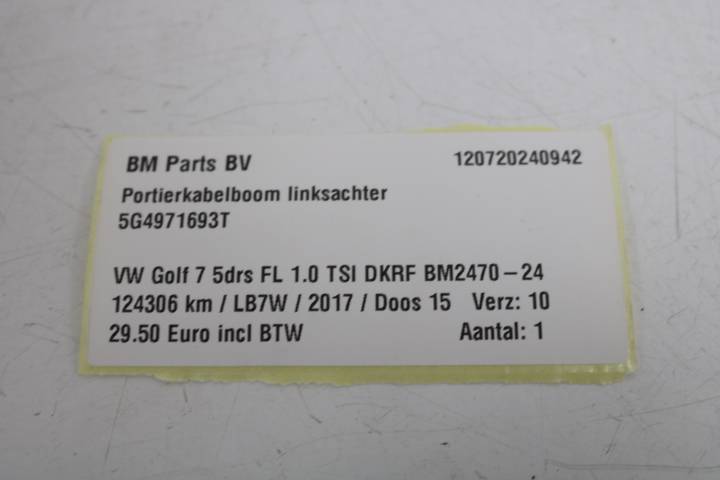 BM Parts BV 120720240942
Portierkabelboom linksachter
5G4971693T
VW Golf 7 5drs FL 1.0 TSI DKRF BM2470-24
124306 km / LB7W / 2017 / Doos 15 Verz: 10
29.50 Euro incl BTW Aantal: 1